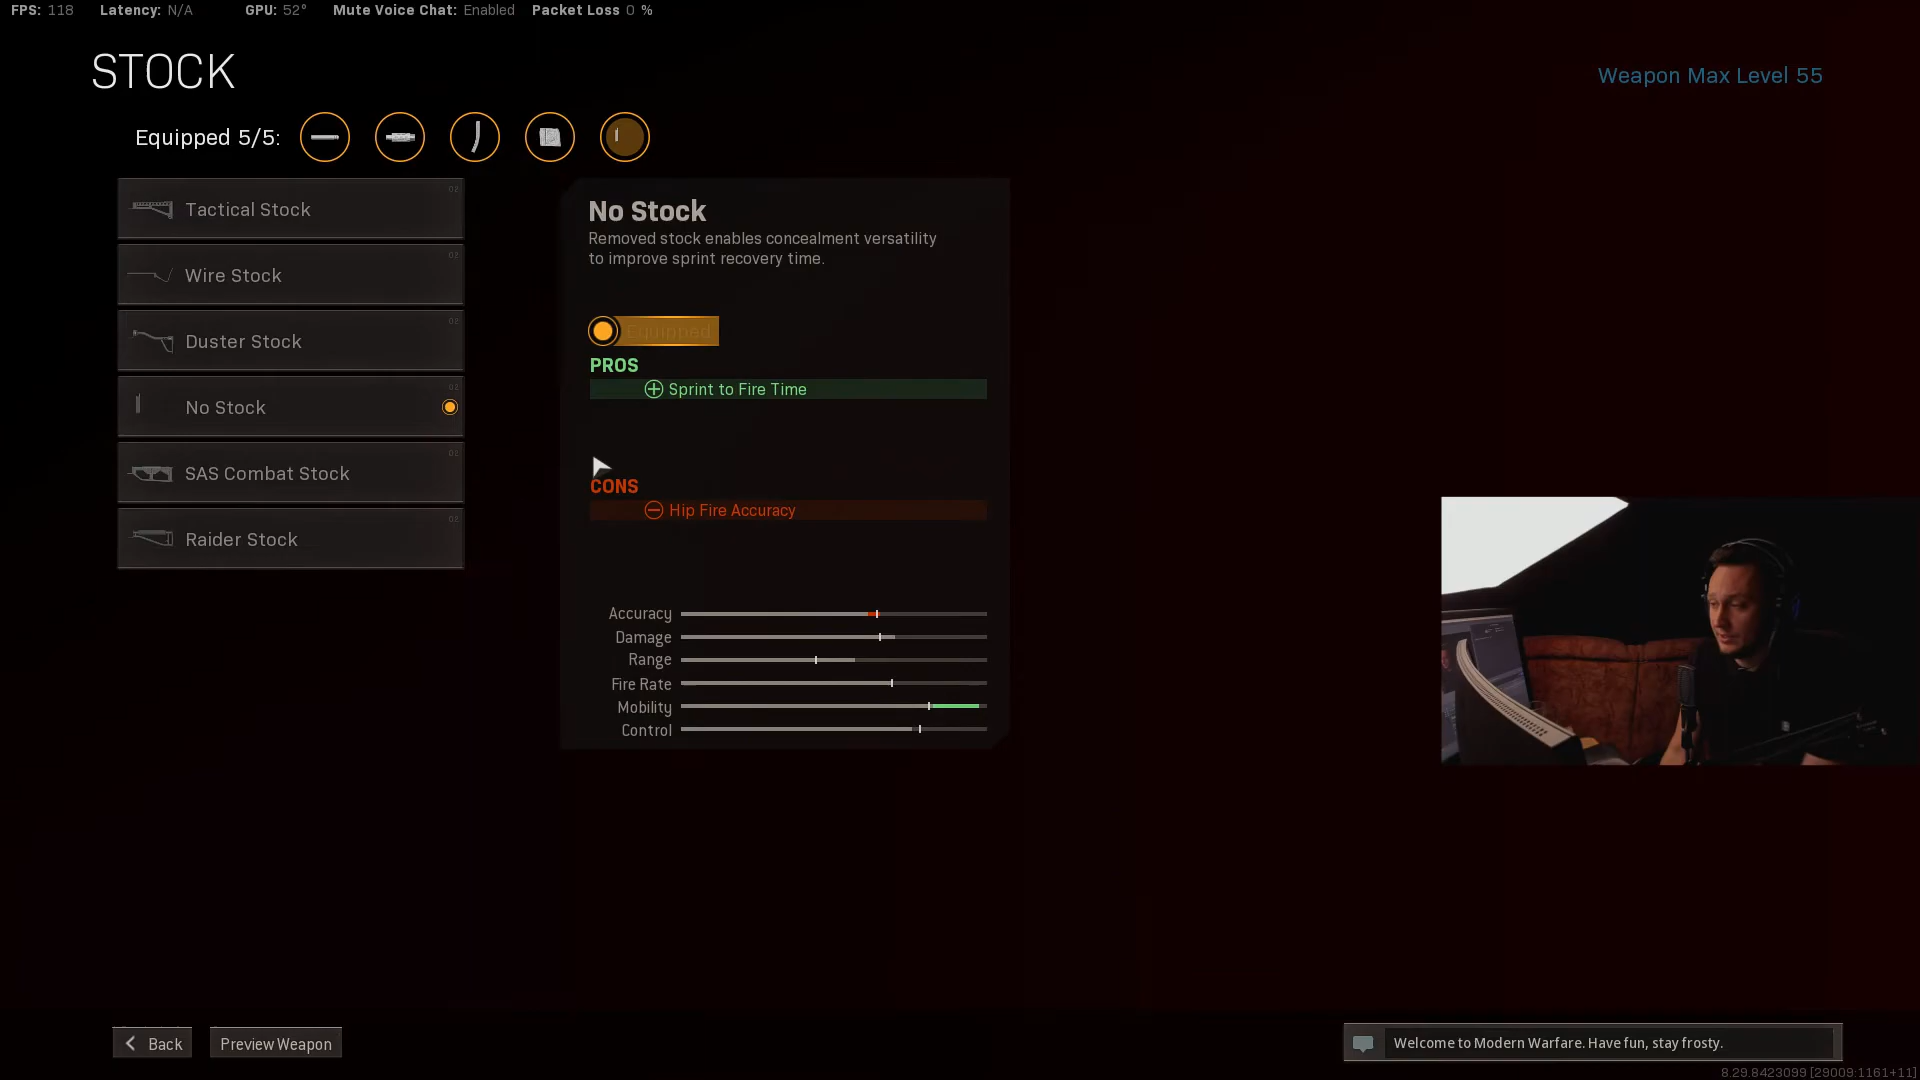 FPS: 118 Latency: N/A GPU: 52° Mute Voice Chat: Enabled Packet Loss 0 %
STOCK
Weapon Max Level 55
Equipped 5/5:
Tactical Stock
Wire Stock
Duster Stock
No Stock
SAS Combat Stock
Raider Stock
No Stock
Removed stock enables concealment versatility
to improve sprint recovery time.
Equipped
PROS
Sprint to Fire Time
CONS
Hip Fire Accuracy
Accuracy
Damage
Range
Fire Rate
Mobility
Control
Back
Preview Weapon
Welcome to Modern Warfare. Have fun, stay frosty.
8.29.8423099 [29009:1161+11]